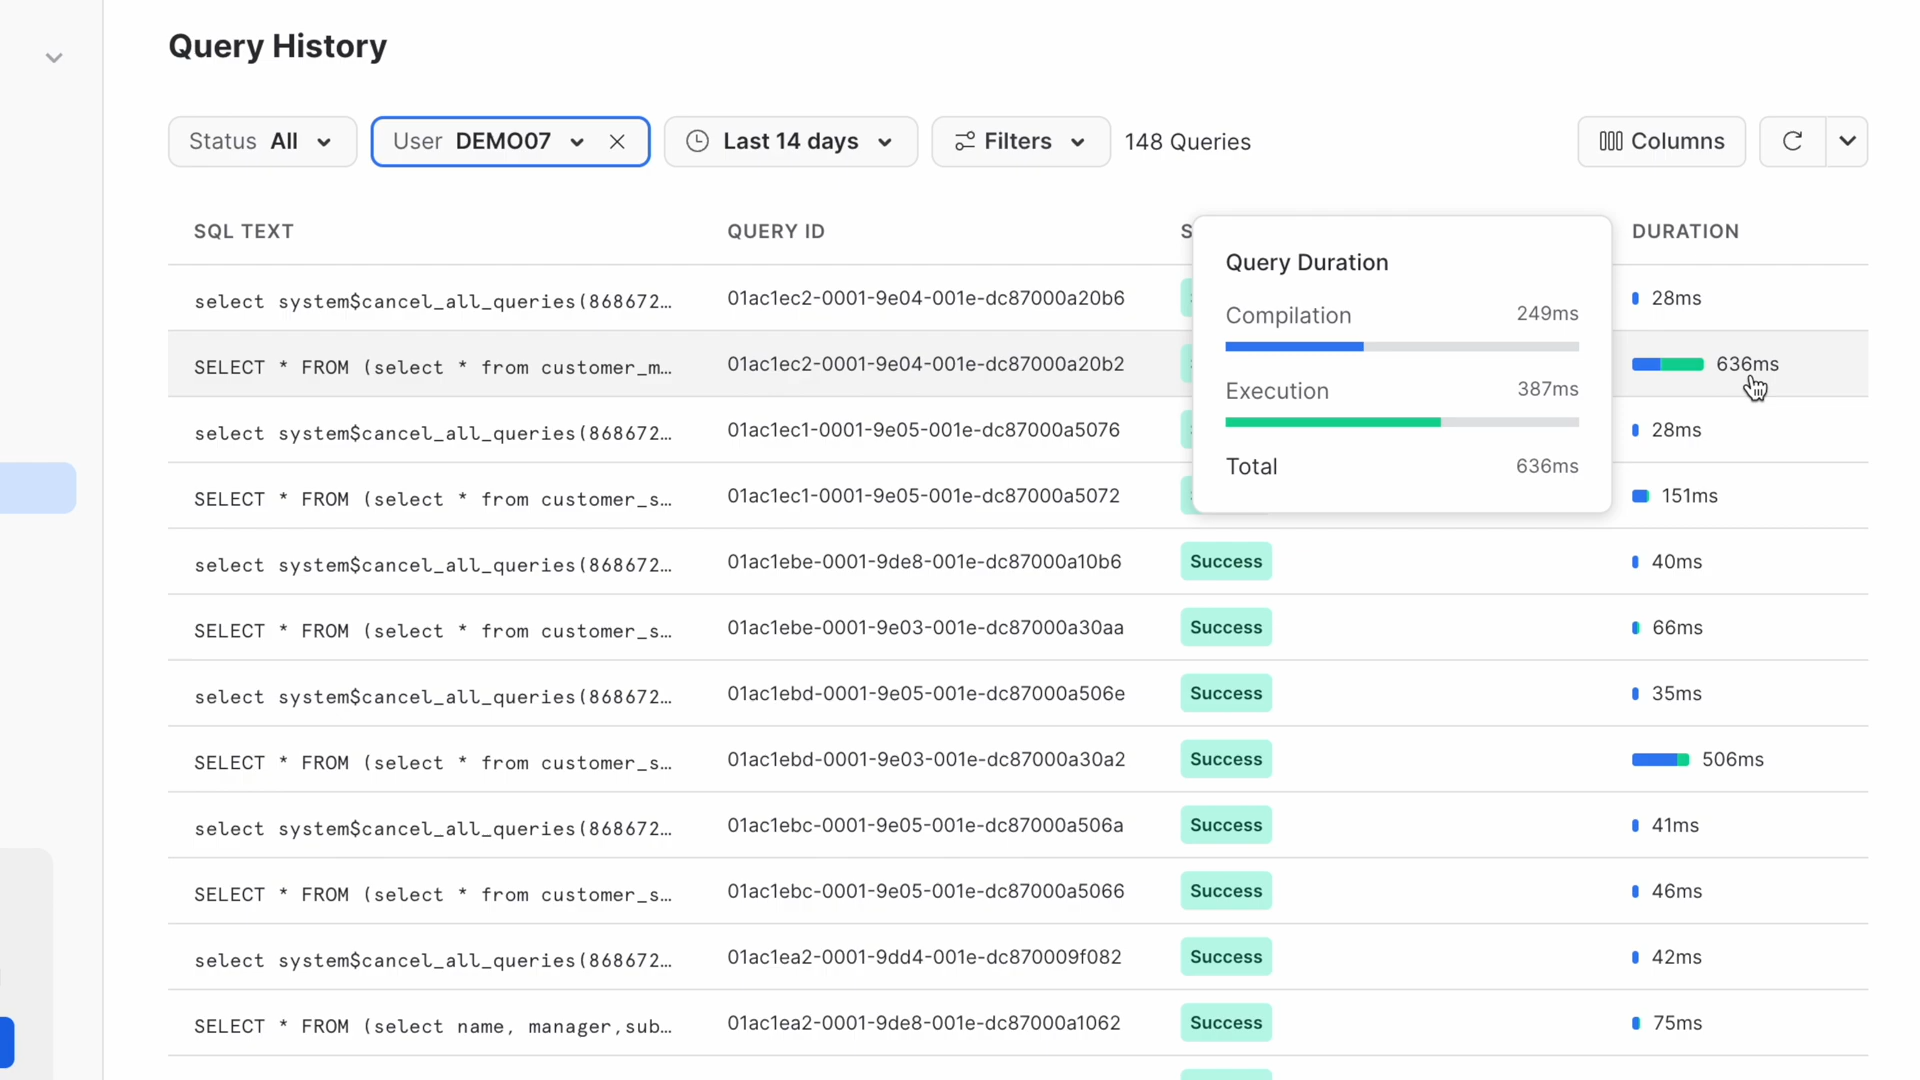 Query History
Status All
User DEMO07
Last 14 days
Filters
148 Queries
Columns
SQL TEXT QUERY ID S DURATION
select system$cancel_all_queries(868672… 01ac1ec2-0001-9e04-001e-dc87000a20b6 28ms
SELECT * FROM (select * from customer_m… 01ac1ec2-0001-9e04-001e-dc87000a20b2 636ms
select system$cancel_all_queries(868672… 01ac1ec1-0001-9e05-001e-dc87000a5076 28ms
SELECT * FROM (select * from customer_s… 01ac1ec1-0001-9e05-001e-dc87000a5072 151ms
Query Duration
Compilation 249ms
Execution 387ms
Total 636ms
select system$cancel_all_queries(868672… 01ac1ebe-0001-9de8-001e-dc87000a10b6 Success 40ms
SELECT * FROM (select * from customer_s… 01ac1ebe-0001-9e03-001e-dc87000a30aa Success 66ms
select system$cancel_all_queries(868672… 01ac1ebd-0001-9e05-001e-dc87000a506e Success 35ms
SELECT * FROM (select * from customer_s… 01ac1ebd-0001-9e03-001e-dc87000a30a2 Success 506ms
select system$cancel_all_queries(868672… 01ac1ebc-0001-9e05-001e-dc87000a506a Success 41ms
SELECT * FROM (select * from customer_s… 01ac1ebc-0001-9e05-001e-dc87000a5066 Success 46ms
select system$cancel_all_queries(868672… 01ac1ea2-0001-9dd4-001e-dc870009f082 Success 42ms
SELECT * FROM (select name, manager,sub… 01ac1ea2-0001-9de8-001e-dc87000a1062 Success 75ms